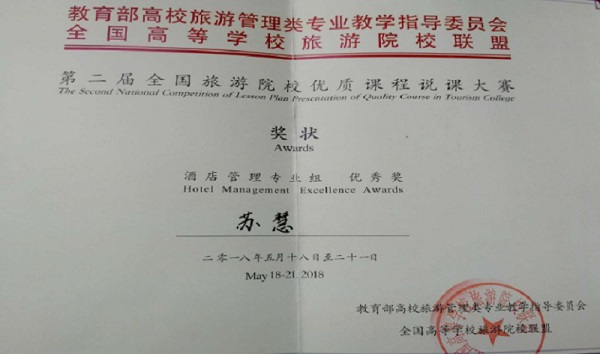 教育部高校旅游管理类专业教学指导委员会
全国高等学校旅游院校联盟
第二届全国旅游院校优质课程说课大赛
The Second National Competition of Lesson Plan Presentation of Quality Course in Tourism College
奖状
Awards
酒店管理专业组 优秀奖
Hotel Management Excellence Awards
苏慧
二〇一八年五月十八日至二十一日
May 18-21, 2018
教育部高校旅游管理类专业教学指导委员会
全国高等学校旅游院校联盟